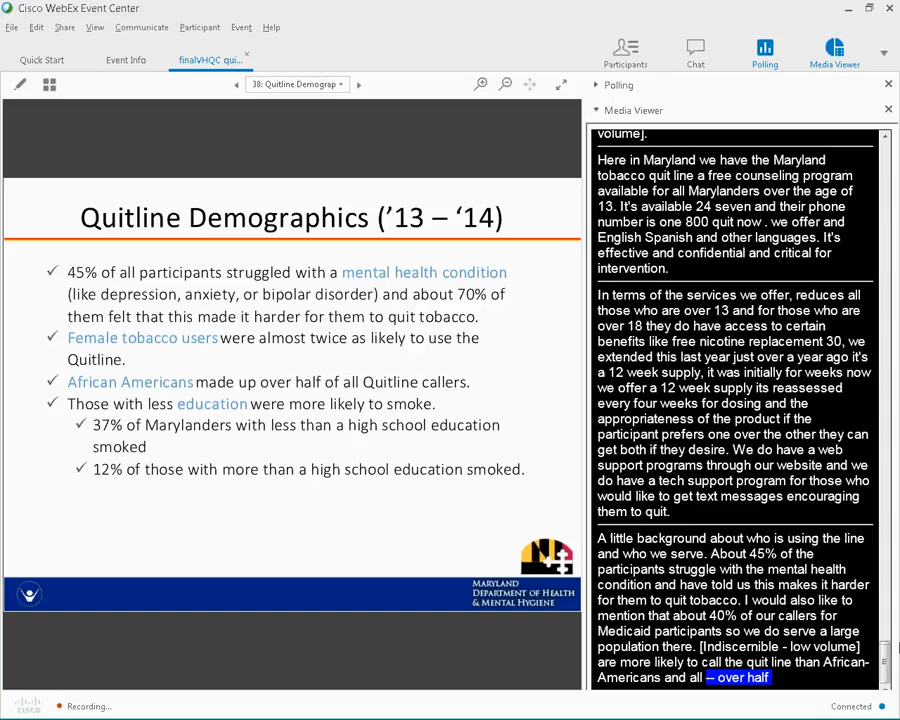 Cisco WebEx Event Center
File Edit Share View Communicate Participant Event Help
Quick Start
Event Info
finalVHQC qui...
Participants
Chat
Polling
Media Viewer
38: Quitline Demograp
Polling
Media Viewer
Quitline Demographics ('13 – '14)
45% of all participants struggled with a mental health condition
(like depression, anxiety, or bipolar disorder) and about 70% of
them felt that this made it harder for them to quit tobacco.
Female tobacco users were almost twice as likely to use the
Quitline.
African Americans made up over half of all Quitline callers.
Those with less education were more likely to smoke.
37% of Marylanders with less than a high school education
smoked
12% of those with more than a high school education smoked.
MARYLAND
DEPARTMENT OF HEALTH
& MENTAL HYGIENE
volume].
Here in Maryland we have the Maryland
tobacco quit line a free counseling program
available for all Marylanders over the age of
13. It's available 24 seven and their phone
number is one 800 quit now . we offer and
English Spanish and other languages. It's
effective and confidential and critical for
intervention.
In terms of the services we offer, reduces all
those who are over 13 and for those who are
over 18 they do have access to certain
benefits like free nicotine replacement 30, we
extended this last year just over a year ago it's
a 12 week supply, it was initially for weeks now
we offer a 12 week supply its reassessed
every four weeks for dosing and the
appropriateness of the product if the
participant prefers one over the other they can
get both if they desire. We do have a web
support programs through our website and we
do have a tech support program for those who
would like to get text messages encouraging
them to quit.
A little background about who is using the line
and who we serve. About 45% of the
participants struggle with the mental health
condition and have told us this makes it harder
for them to quit tobacco. I would also like to
mention that about 40% of our callers for
Medicaid participants so we do serve a large
population there. [Indiscernible - low volume]
are more likely to call the quit line than African-
Americans and all -- over half
cisco
Recording...
Connected